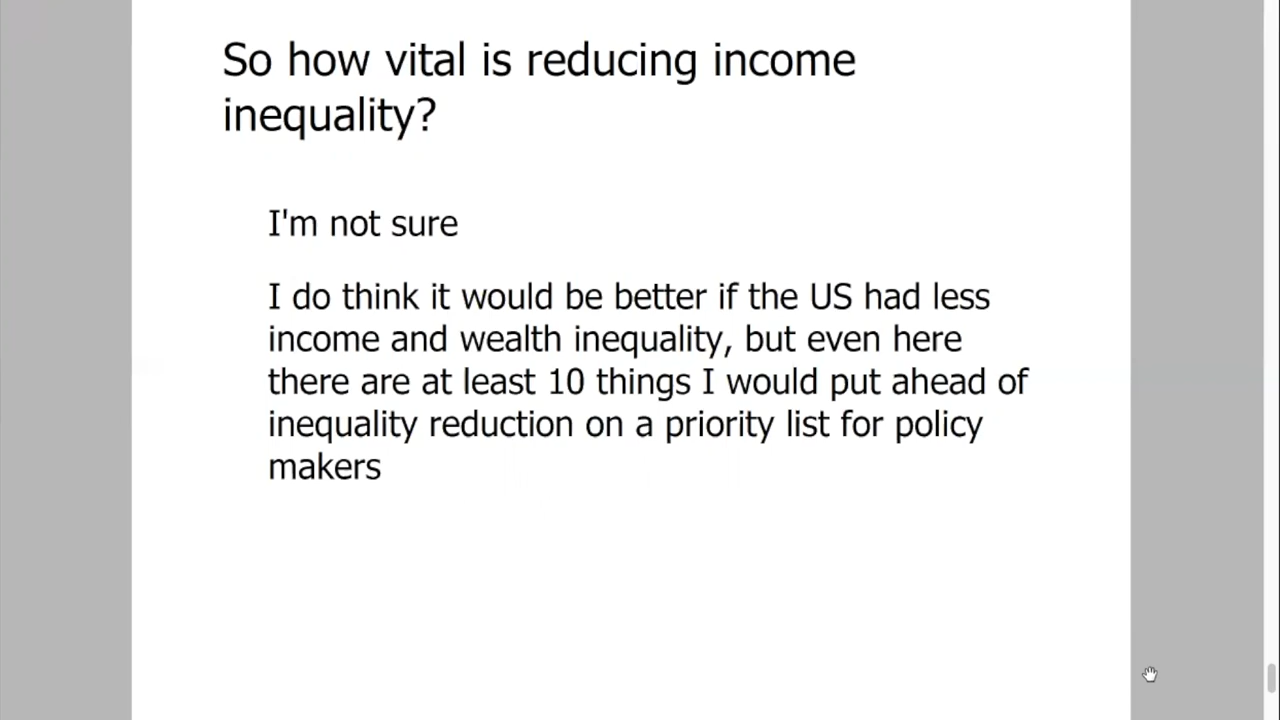 So how vital is reducing income
inequality?
I'm not sure
I do think it would be better if the US had less
income and wealth inequality, but even here
there are at least 10 things I would put ahead of
inequality reduction on a priority list for policy
makers